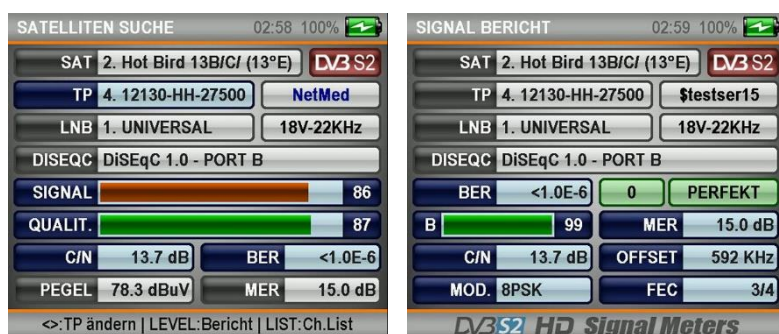 SATELLITEN SUCHE 02:58 100%
SAT 2. Hot Bird 13B/C/ (13ºE) DVB S2
TP 4. 12130-HH-27500 NetMed
LNB 1. UNIVERSAL 18V-22KHz
DISEQC DiSEqC 1.0 - PORT B
SIGNAL 86
QUALIT. 87
C/N 13.7 dB BER <1.0E-6
PEGEL 78.3 dBuV MER 15.0 dB
<>:TP ändern | LEVEL:Bericht | LIST:Ch.List
SIGNAL BERICHT 02:59 100%
SAT 2. Hot Bird 13B/C/ (13ºE) DVB S2
TP 4. 12130-HH-27500 $testser15
LNB 1. UNIVERSAL 18V-22KHz
DISEQC DiSEqC 1.0 - PORT B
BER <1.0E-6 0 PERFEKT
B 99 MER 15.0 dB
C/N 13.7 dB OFFSET 592 KHz
MOD. 8PSK FEC 3/4
DVB S2 HD Signal Meters